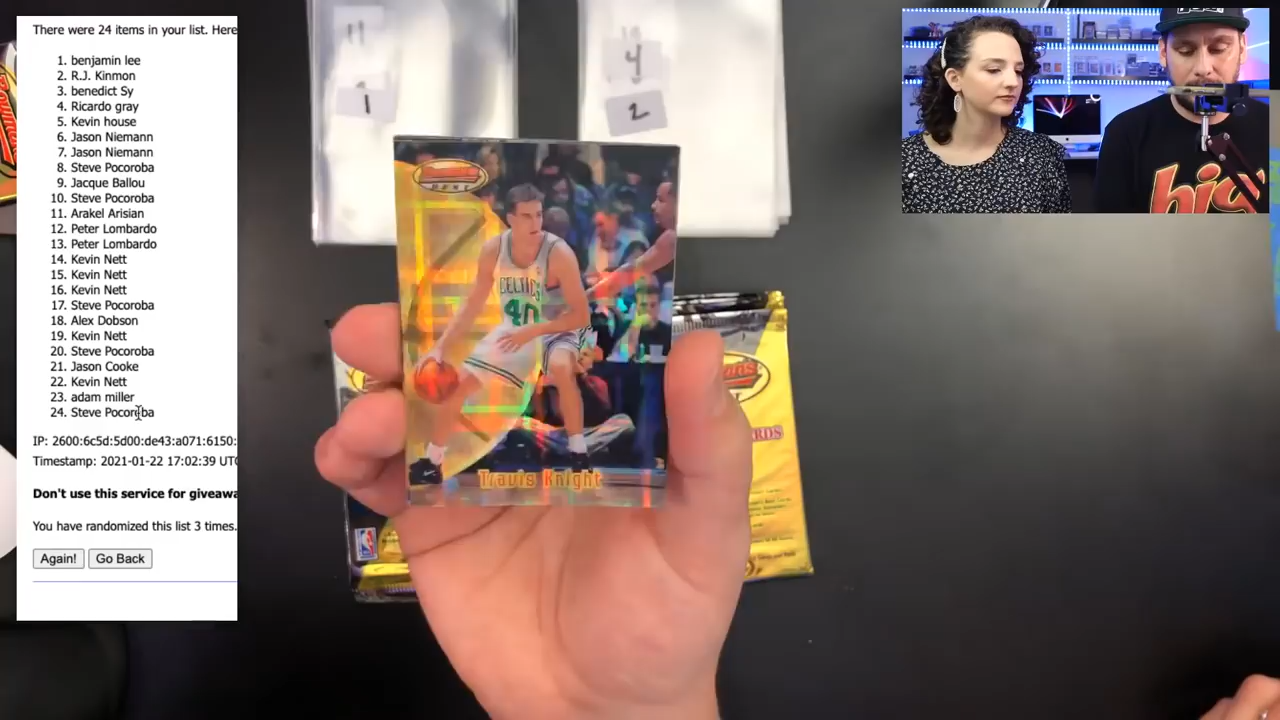 There were 24 items in your list. Here
1. benjamin lee
2. R.J. Kinmon
3. benedict Sy
4. Ricardo gray
5. Kevin house
6. Jason Niemann
7. Jason Niemann
8. Steve Pocoroba
9. Jacque Ballou
10. Steve Pocoroba
11. Arakel Arisian
12. Peter Lombardo
13. Peter Lombardo
14. Kevin Nett
15. Kevin Nett
16. Kevin Nett
17. Steve Pocoroba
18. Alex Dobson
19. Kevin Nett
20. Steve Pocoroba
21. Jason Cooke
22. Kevin Nett
23. adam miller
24. Steve Pocoroba
IP: 2600:6c5d:5d00:de43:a071:6150:
Timestamp: 2021-01-22 17:02:39 UTC
Don't use this service for giveawa
You have randomized this list 3 times.
Again! Go Back
11
1
4
2
CELTICS
40
Travis Knight
NBA